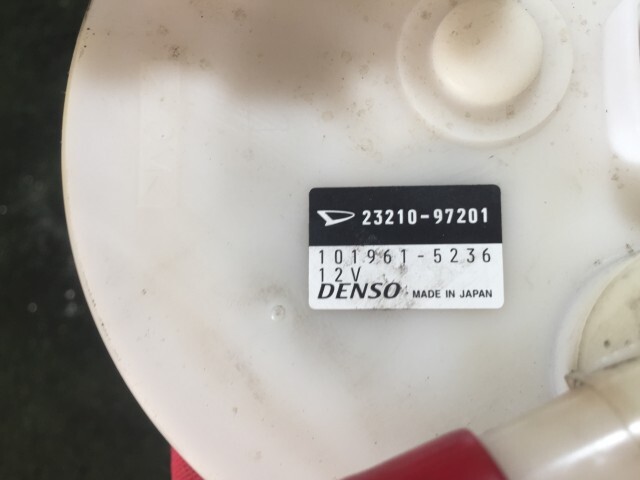 23210-97201
101961-5236
12V
DENSO MADE IN JAPAN